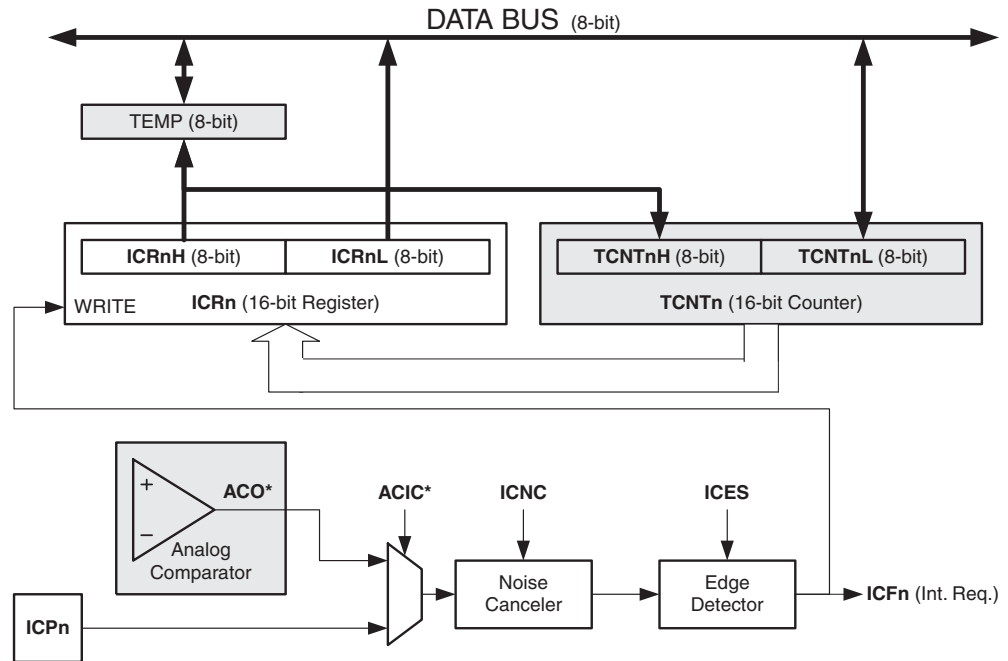 DATA BUS (8-bit)
TEMP (8-bit)
ICRnH (8-bit)
ICRnL (8-bit)
TCNTnH (8-bit)
TCNTnL (8-bit)
WRITE
ICRn (16-bit Register)
TCNTn (16-bit Counter)
+
−
ACO*
Analog
Comparator
ACIC*
ICNC
ICES
Noise
Canceler
Edge
Detector
ICFn (Int. Req.)
ICPn